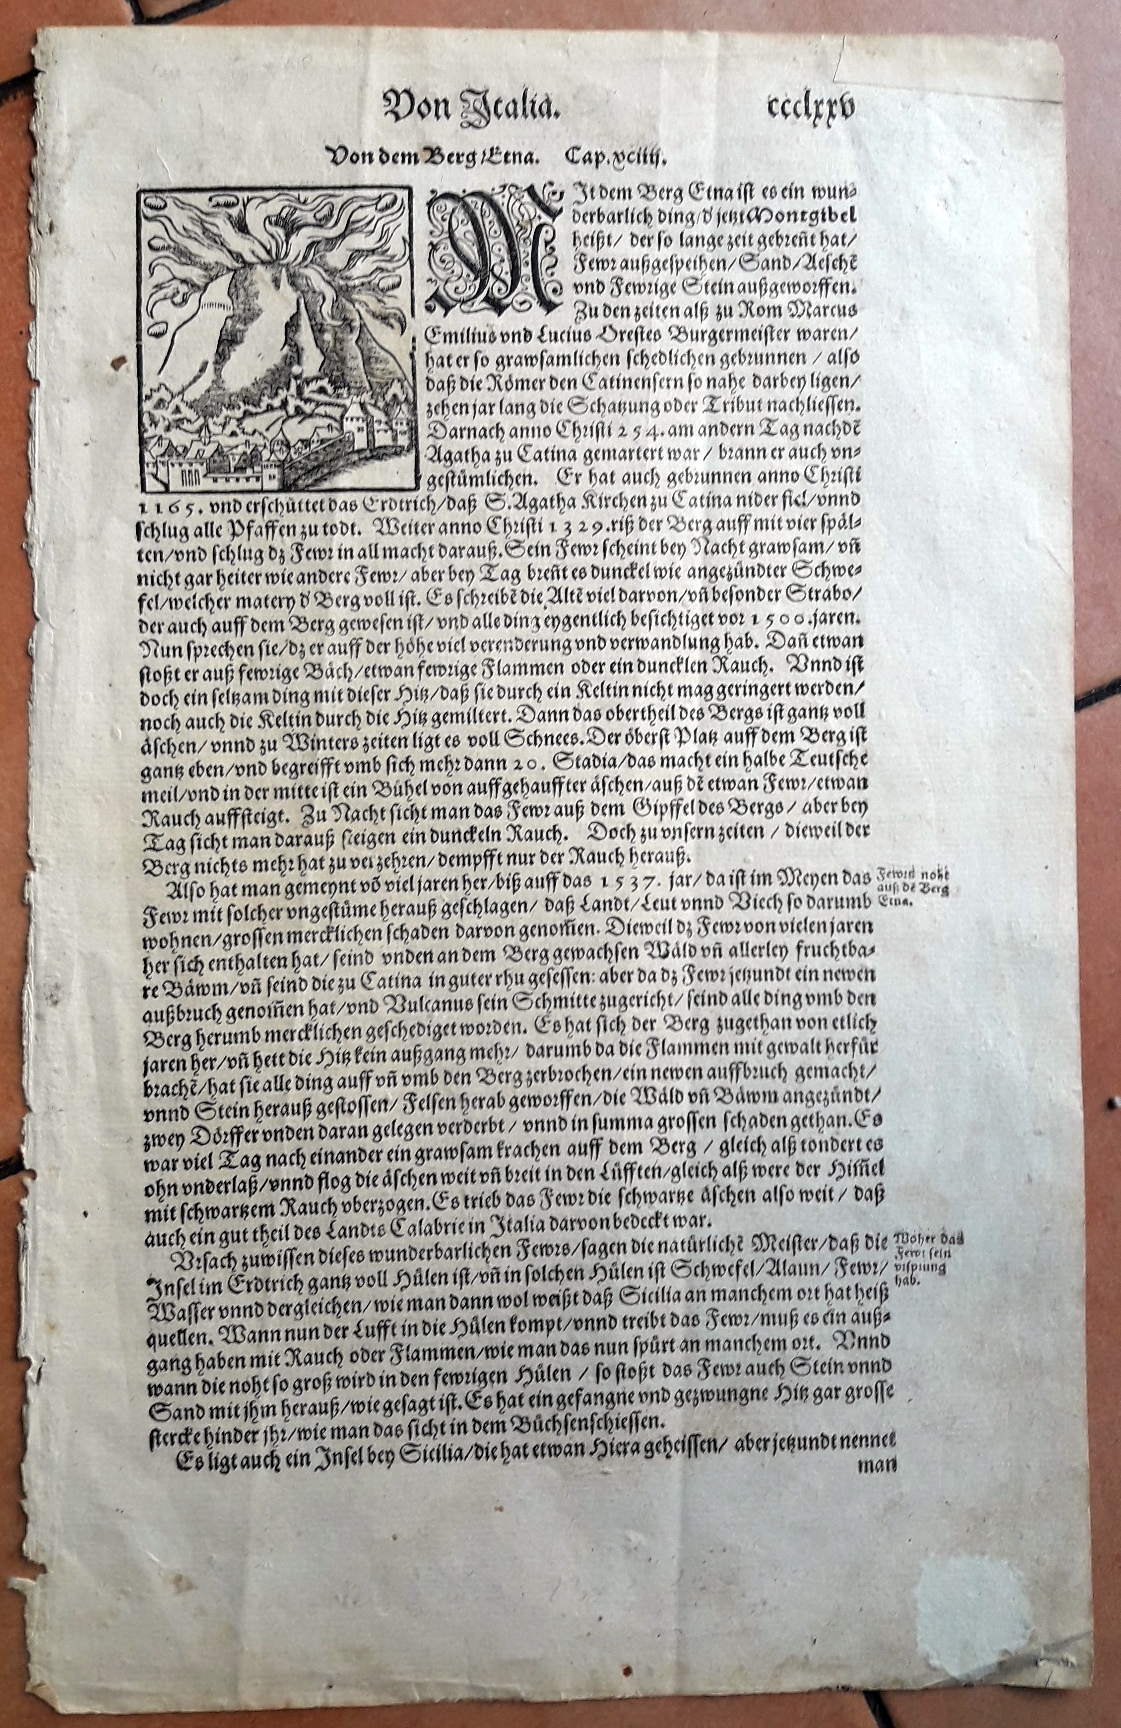 Von Italia.
ccclxxv
Von dem Berg Etna. Cap. xciiij.
MIt dem Berg Etna ist es ein wun⸗
derbarlich ding/ d' jetzt Montgibel
heißt/ der so lange zeit gebreñt hat/
Fewr außgespeihen/ Sand/ Aeschẽ
vnd Fewrige Stein außgeworffen.
Zu den zeiten alß zu Rom Marcus
Emilius vnd Lucius Orestes Burgermeister waren/
hat er so grawsamlichen schedlichen gebrunnen / also
daß die Römer den Catinensern so nahe darbey ligen/
zehen jar lang die Schatzung oder Tribut nachliessen.
Darnach anno Christi 254. am andern Tag nach dẽ
Agatha zu Catina gemartert war / brann er auch vn⸗
gestümlichen. Er hat auch gebrunnen anno Christi
1165. vnd erschüttet das Erdtrich/ daß S. Agatha Kirchen zu Catina nider fiel/ vnnd
schlug alle Pfaffen zu todt. Weiter anno Christi 1329. riß der Berg auff mit vier späl⸗
ten/ vnd schlug dz Fewr in all macht darauß. Sein Fewr scheint bey Nacht grawsam/ vñ
nicht gar heiter wie andere Fewr/ aber bey Tag breñt es dunckel wie angezündter Schwe⸗
fel/ welcher matery d' Berg voll ist. Es schreibẽ die Altẽ viel darvon/ vñ besonder Strabo/
der auch auff dem Berg gewesen ist/ vnd alle ding eygentlich besichtiget vor 1500. jaren.
Nun sprechen sie/ dz er auff der höhe viel verenderung vnd verwandlung hab. Dañ etwan
stoßt er auß fewrige Bäch/ etwan fewrige Flammen oder ein duncklen Rauch. Vnnd ist
doch ein seltzam ding mit dieser Hitz/ daß sie durch ein Keltin nicht mag geringert werden/
noch auch die Keltin durch die Hitz gemiltert. Dann das obertheil des Bergs ist gantz voll
äschen/ vnnd zu Winters zeiten ligt es voll Schnees. Der öberst Platz auff dem Berg ist
gantz eben/ vnd begreifft vmb sich mehr dann 20. Stadia/ das macht ein halbe Teutsche
meil/ vnd in der mitte ist ein Bühel von auffgehauffter äschen/ auß dẽ etwan Fewr/ etwan
Rauch auffsteigt. Zu Nacht sicht man das Fewr auß dem Gipffel des Bergs / aber bey
Tag sicht man darauß steigen ein dunckeln Rauch. Doch zu vnsern zeiten / dieweil der
Berg nichts mehr hat zu verzehren/ dempfft nur der Rauch herauß.
Also hat man gemeynt võ viel jaren her/ biß auff das 1537. jar/ da ist im Meyen das
Fewrs noht
auß dẽ Berg
Etna.
Fewr mit solcher vngestüme herauß geschlagen/ daß Landt/ Leut vnnd Viech so darumb
wohnen/ grossen mercklichen schaden darvon genom̃en. Dieweil dz Fewr von vielen jaren
her sich enthalten hat/ seind vnden an dem Berg gewachsen Wäld vñ allerley fruchtba⸗
re Bäwm/ vñ seind die zu Catina in guter rhu gesessen: aber da dz Fewr jetzundt ein newen
außbruch genom̃en hat/ vnd Vulcanus sein Schmitte zugericht/ seind alle ding vmb den
Berg herumb mercklichen geschediget worden. Es hat sich der Berg zugethan von etlich
jaren her/ vñ hett die Hitz kein außgang mehr/ darumb da die Flammen mit gewalt herfür
brachẽ/ hat sie alle ding auff vñ vmb den Berg zerbrochen/ ein newen auffbruch gemacht/
vnnd Stein herauß gestossen/ Felsen herab geworffen/ die Wäld vñ Bäwm angezündt/
zwey Dörffer vnden daran gelegen verderbt / vnnd in summa grossen schaden gethan. Es
war viel Tag nach einander ein grawsam krachen auff dem Berg / gleich alß tondert es
ohn vnderlaß/ vnnd flog die äschen weit vñ breit in den Lüfften/ gleich alß were der Him̃el
mit schwartzem Rauch vberzogen. Es trieb das Fewr die schwartze äschen also weit / daß
auch ein gut theil des Landts Calabrie in Italia darvon bedeckt war.
Vrsach zuwissen dieses wunderbarlichen Fewrs/ sagen die natürlichẽ Meister/ daß die
Woher das
Fewr sein
vrsprung
hab.
Insel im Erdtrich gantz voll Hülen ist/ vñ in solchen Hülen ist Schwefel/ Alaun/ Fewr/
Wasser vnnd dergleichen/ wie man dann wol weißt daß Sicilia an manchem ort hat heiß
quellen. Wann nun der Lufft in die Hülen kompt/ vnnd treibt das Fewr/ muß es ein auß⸗
gang haben mit Rauch oder Flammen/ wie man das nun spürt an manchem ort. Vnnd
wann die noht so groß wird in den fewrigen Hülen / so stoßt das Fewr auch Stein vnnd
Sand mit jhm herauß/ wie gesagt ist. Es hat ein gefangne vnd gezwungne Hitz gar grosse
stercke hinder jhr/ wie man das sicht in dem Büchsenschiessen.
Es ligt auch ein Insel bey Sicilia/ die hat etwan Hiera geheissen/ aber jetzundt nennet
man